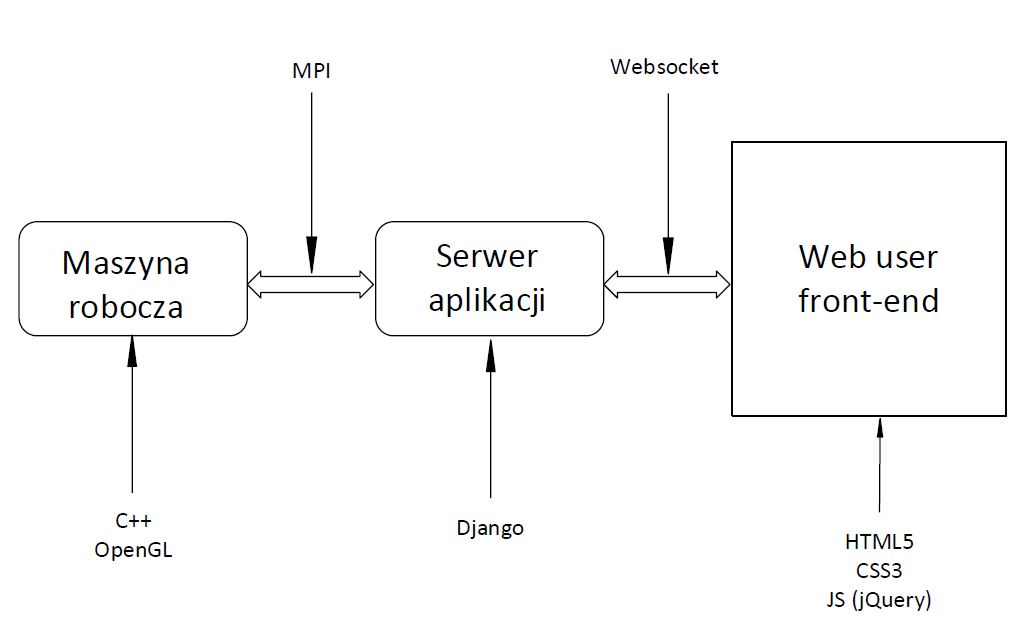 MPI
Websocket
Maszyna
robocza
Serwer
aplikacji
Web user
front-end
C++
OpenGL
Django
HTML5
CSS3
JS (jQuery)